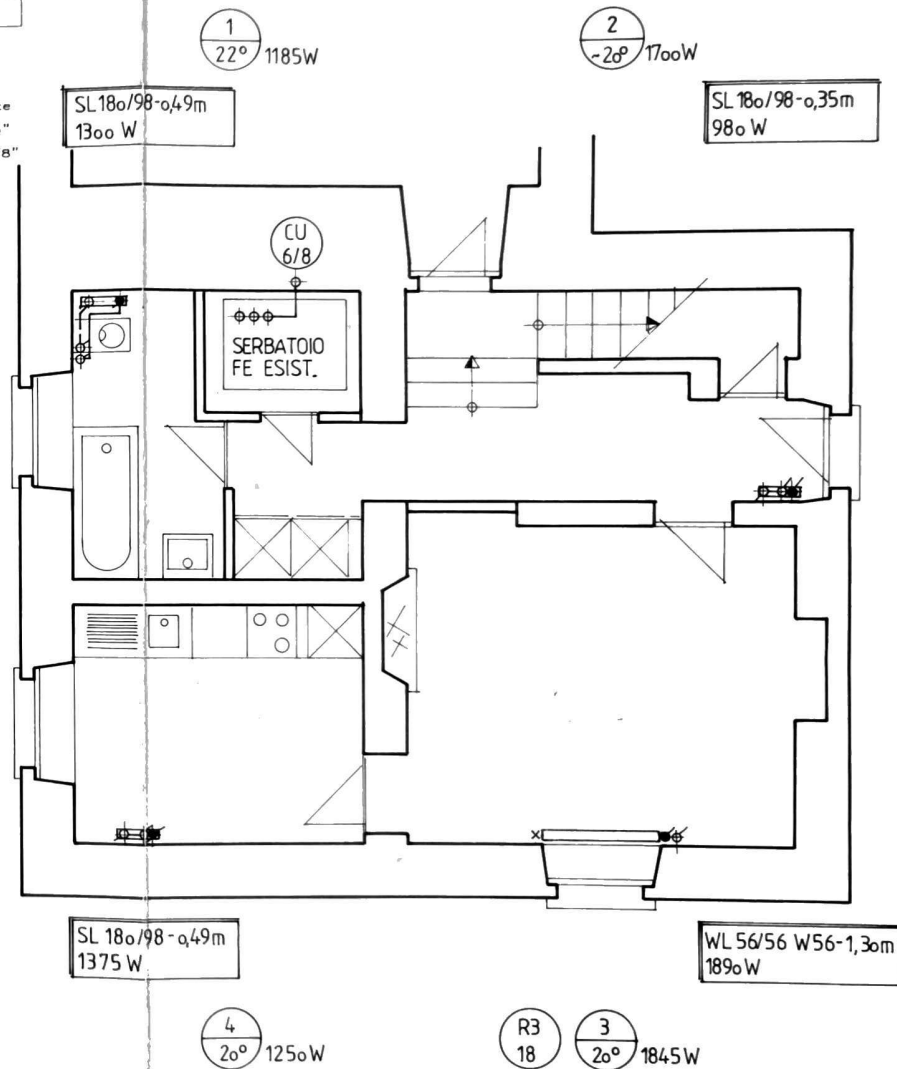 1
22° 1185W
2
~20° 1700W
SL 180/98-0,49m
1300 W
SL 180/98-0,35m
980 W
8"
CU
6/8
SERBATOIO
FE ESIST.
SL 180/98-0,49m
1375 W
WL 56/56 W56-1,30m
1890W
4
20° 1250W
R3
18
3
20° 1845W